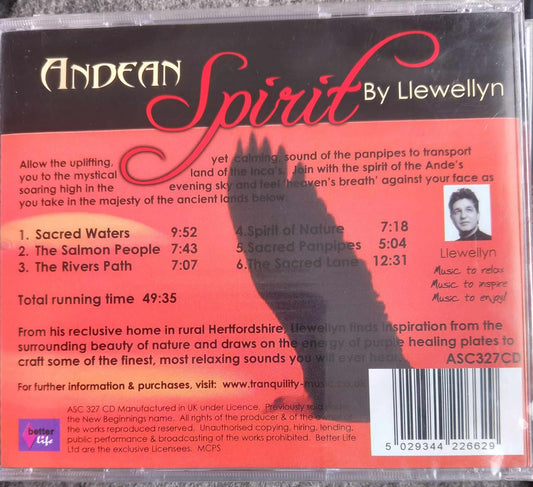 ANDEAN Spirit By Llewellyn
Allow the uplifting, yet calming, sound of the panpipes to transport
you to the mystical land of the Inca's. Join with the spirit of the Ande's
soaring high in the evening sky and feel 'heaven's breath' against your face as
you take in the majesty of the ancient lands below.
1. Sacred Waters 9:52
2. The Salmon People 7:43
3. The Rivers Path 7:07
4.Spirit of Nature 7:18
5.Sacred Panpipes 5:04
6.The Sacred Lane 12:31
Total running time 49:35
Llewellyn
Music to relax
Music to inspire
Music to enjoy!
From his reclusive home in rural Hertfordshire, Llewellyn finds inspiration from the
surrounding beauty of nature and draws on the energy of purple healing plates to
craft some of the finest, most relaxing sounds you will ever hear.
ASC327CD
For further information & purchases, visit: www.tranquility-music.co.uk
better
life
ASC 327 CD Manufactured in UK under Licence. Previously sold under
the New Beginnings name. All rights of the producer & of the owner of
the works reproduced reserved. Unauthorised copying, hiring, lending,
public performance & broadcasting of the works prohibited. Better Life
Ltd are the exclusive Licensees. MCPS
5 029344 226629